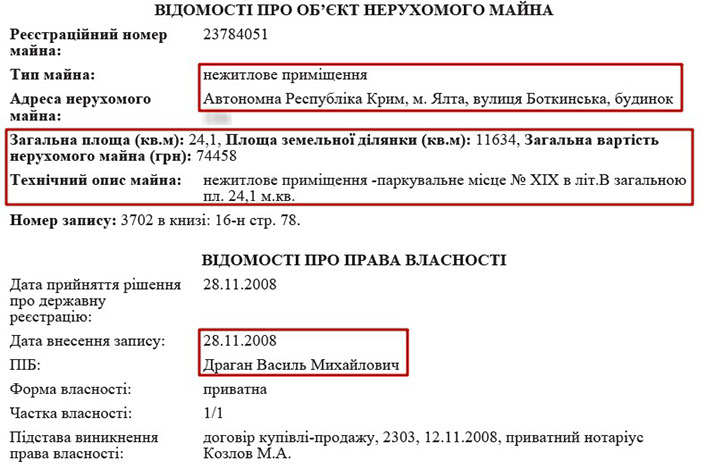 ВІДОМОСТІ ПРО ОБ’ЄКТ НЕРУХОМОГО МАЙНА
Реєстраційний номер майна: 23784051
Тип майна: нежитлове приміщення
Адреса нерухомого майна: Автономна Республіка Крим, м. Ялта, вулиця Боткинська, будинок
Загальна площа (кв.м): 24,1, Площа земельної ділянки (кв.м): 11634, Загальна вартість
нерухомого майна (грн): 74458
Технічний опис майна: нежитлове приміщення -паркувальне місце № XIX в літ.В загальною
пл. 24,1 м.кв.
Номер запису: 3702 в книзі: 16-н стр. 78.
ВІДОМОСТІ ПРО ПРАВА ВЛАСНОСТІ
Дата прийняття рішення про державну реєстрацію: 28.11.2008
Дата внесення запису: 28.11.2008
ПІБ: Драган Василь Михайлович
Форма власності: приватна
Частка власності: 1/1
Підстава виникнення права власності: договір купівлі-продажу, 2303, 12.11.2008, приватний нотаріус
Козлов М.А.